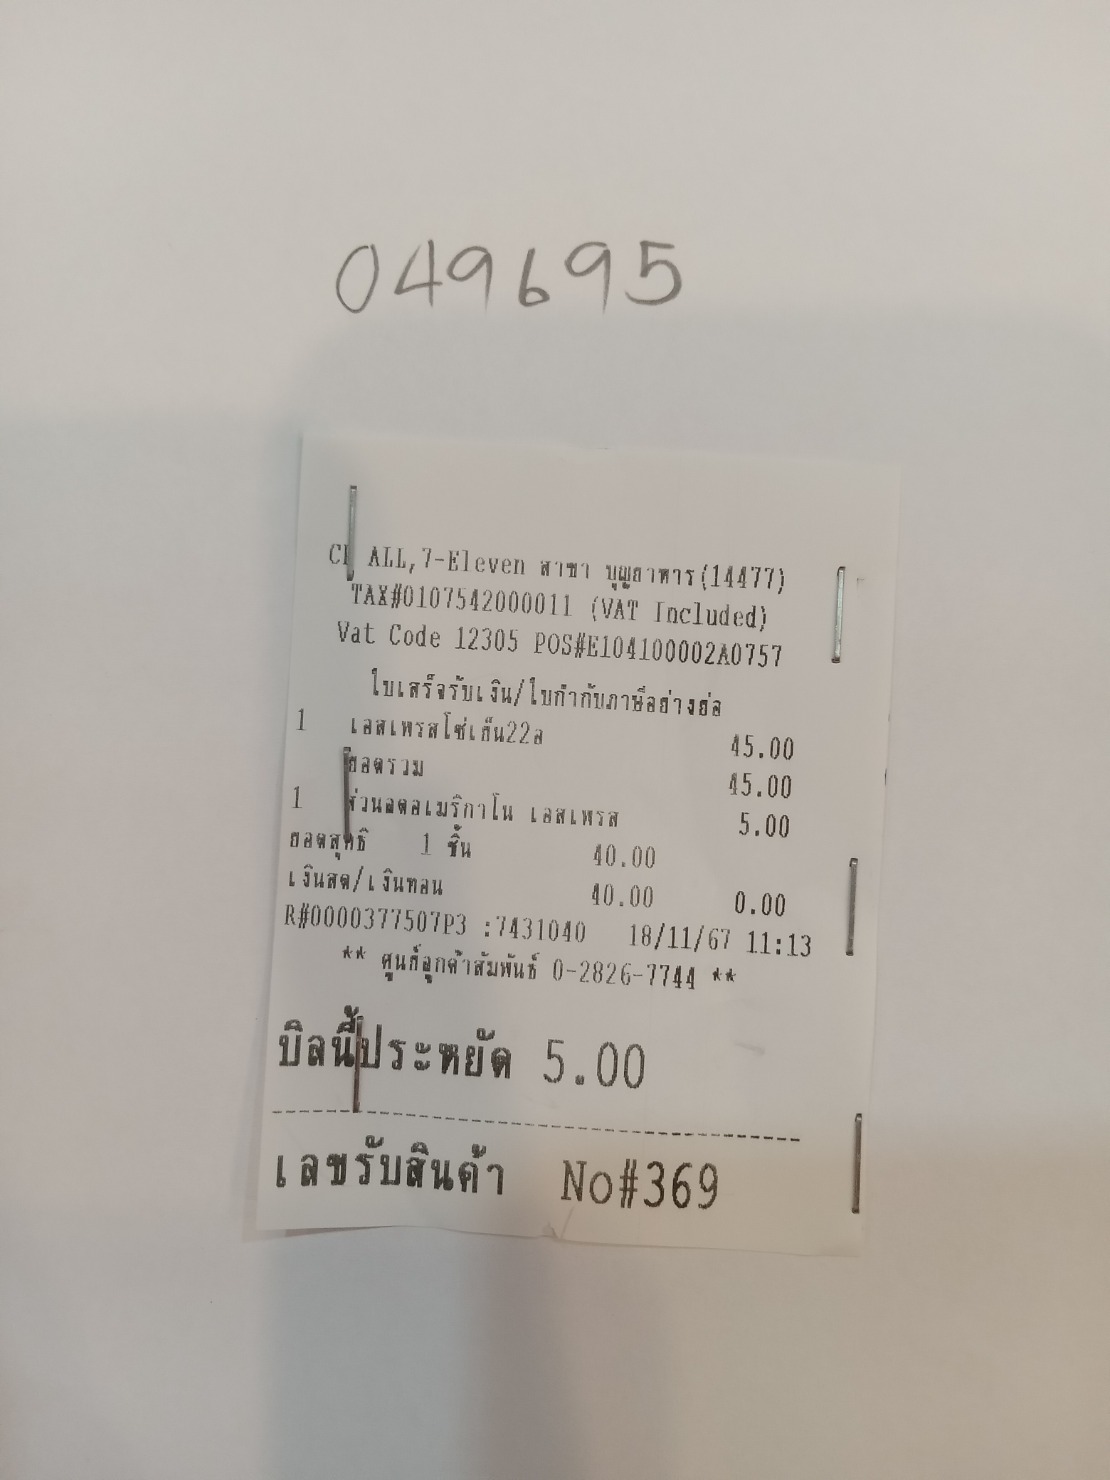 049695
CP ALL,7-Eleven สาขา บุญยาหาร(14477)
TAX#0107542000011 (VAT Included)
Vat Code 12305 POS#E104100002A0757
ใบเสร็จรับเงิน/ใบกำกับภาษีอย่างย่อ
1 เอสเพรสโซ่เย็น22อ 45.00
ยอดรวม 45.00
1 ส่วนลดอเมริกาโน เอสเพรส 5.00
ยอดสุทธิ 1 ชิ้น 40.00
เงินสด/เงินทอน 40.00 0.00
R#0000377507P3 :7431040 18/11/67 11:13
** ศูนย์ลูกค้าสัมพันธ์ 0-2826-7744 **
บิลนี้ประหยัด 5.00
เลขรับสินค้า No#369